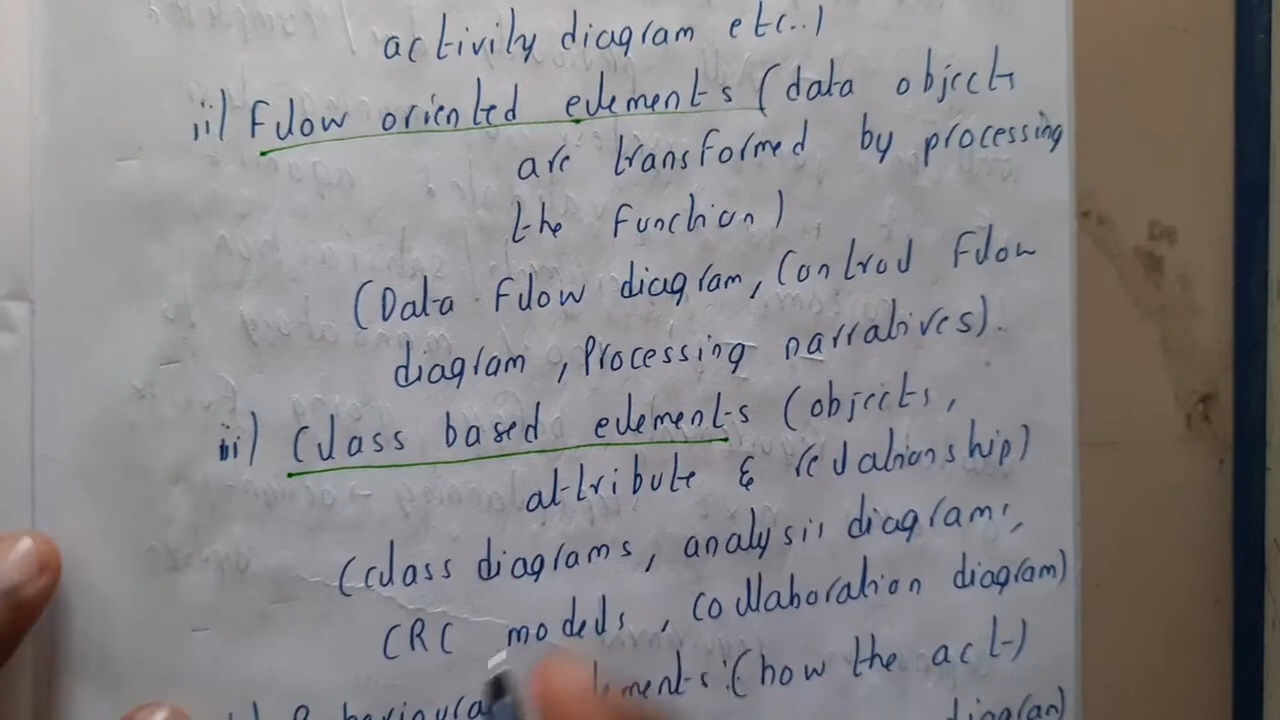 activity diagram etc..)
ii) Flow oriented elements (data objects
are transformed by processing
the function)
(Data Flow diagram, Control Flow
diagram, Processing narratives).
iii) Class based elements (objects,
attribute & relationship)
(class diagrams, analysis diagrams,
CRC models, collaboration diagram)
(how the act)